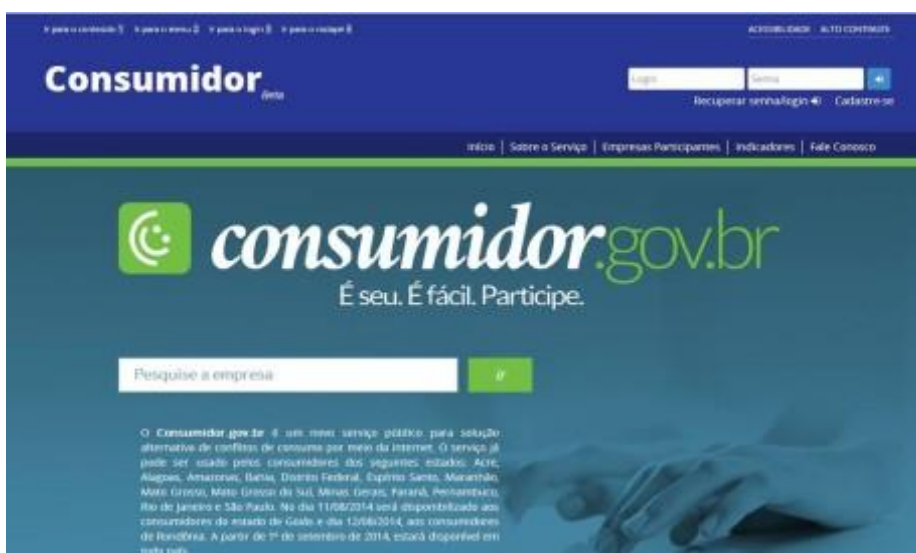 Ir para o conteúdo 1 Ir para o menu 2 Ir para o login 3 Ir para o rodapé 4
ACESSIBILIDADE ALTO CONTRASTE
Consumidor Beta
Login Senha
Recuperar senha/login Cadastre-se
Início | Sobre o Serviço | Empresas Participantes | Indicadores | Fale Conosco
consumidor.gov.br
É seu. É fácil. Participe.
Pesquise a empresa ir
O Consumidor.gov.br é um novo serviço público para solução
alternativa de conflitos de consumo por meio da internet. O serviço já
pode ser usado pelos consumidores dos seguintes estados: Acre,
Alagoas, Amazonas, Bahia, Distrito Federal, Espírito Santo, Maranhão,
Mato Grosso, Mato Grosso do Sul, Minas Gerais, Paraná, Pernambuco,
Rio de Janeiro e São Paulo. No dia 11/08/2014 será disponibilizado aos
consumidores do estado de Goiás e dia 12/08/2014, aos consumidores
de Rondônia. A partir de 1º de setembro de 2014, estará disponível em
todo país.